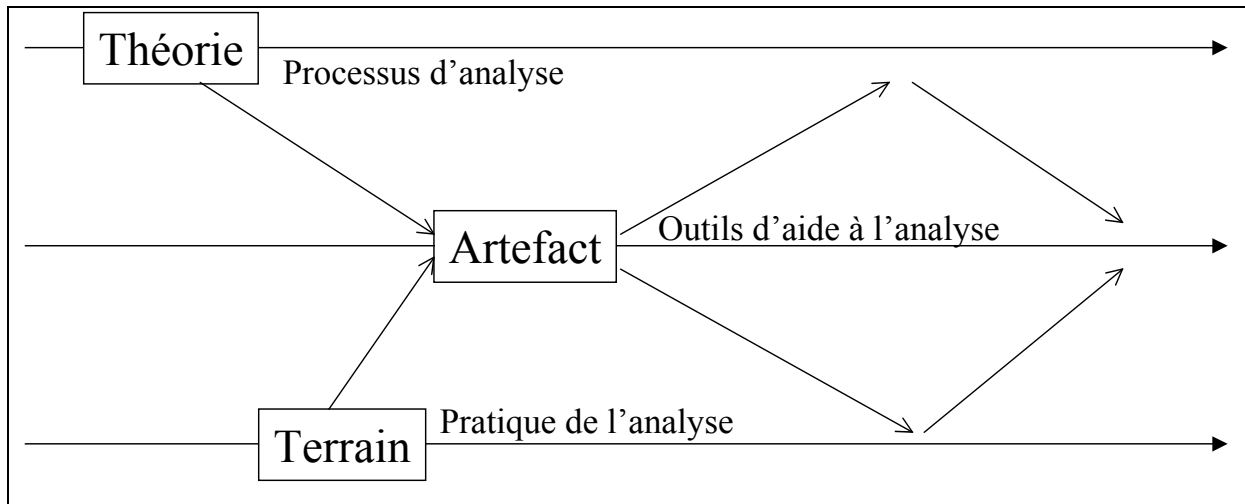 Théorie
Processus d’analyse
Artefact
Outils d’aide à l’analyse
Terrain
Pratique de l’analyse